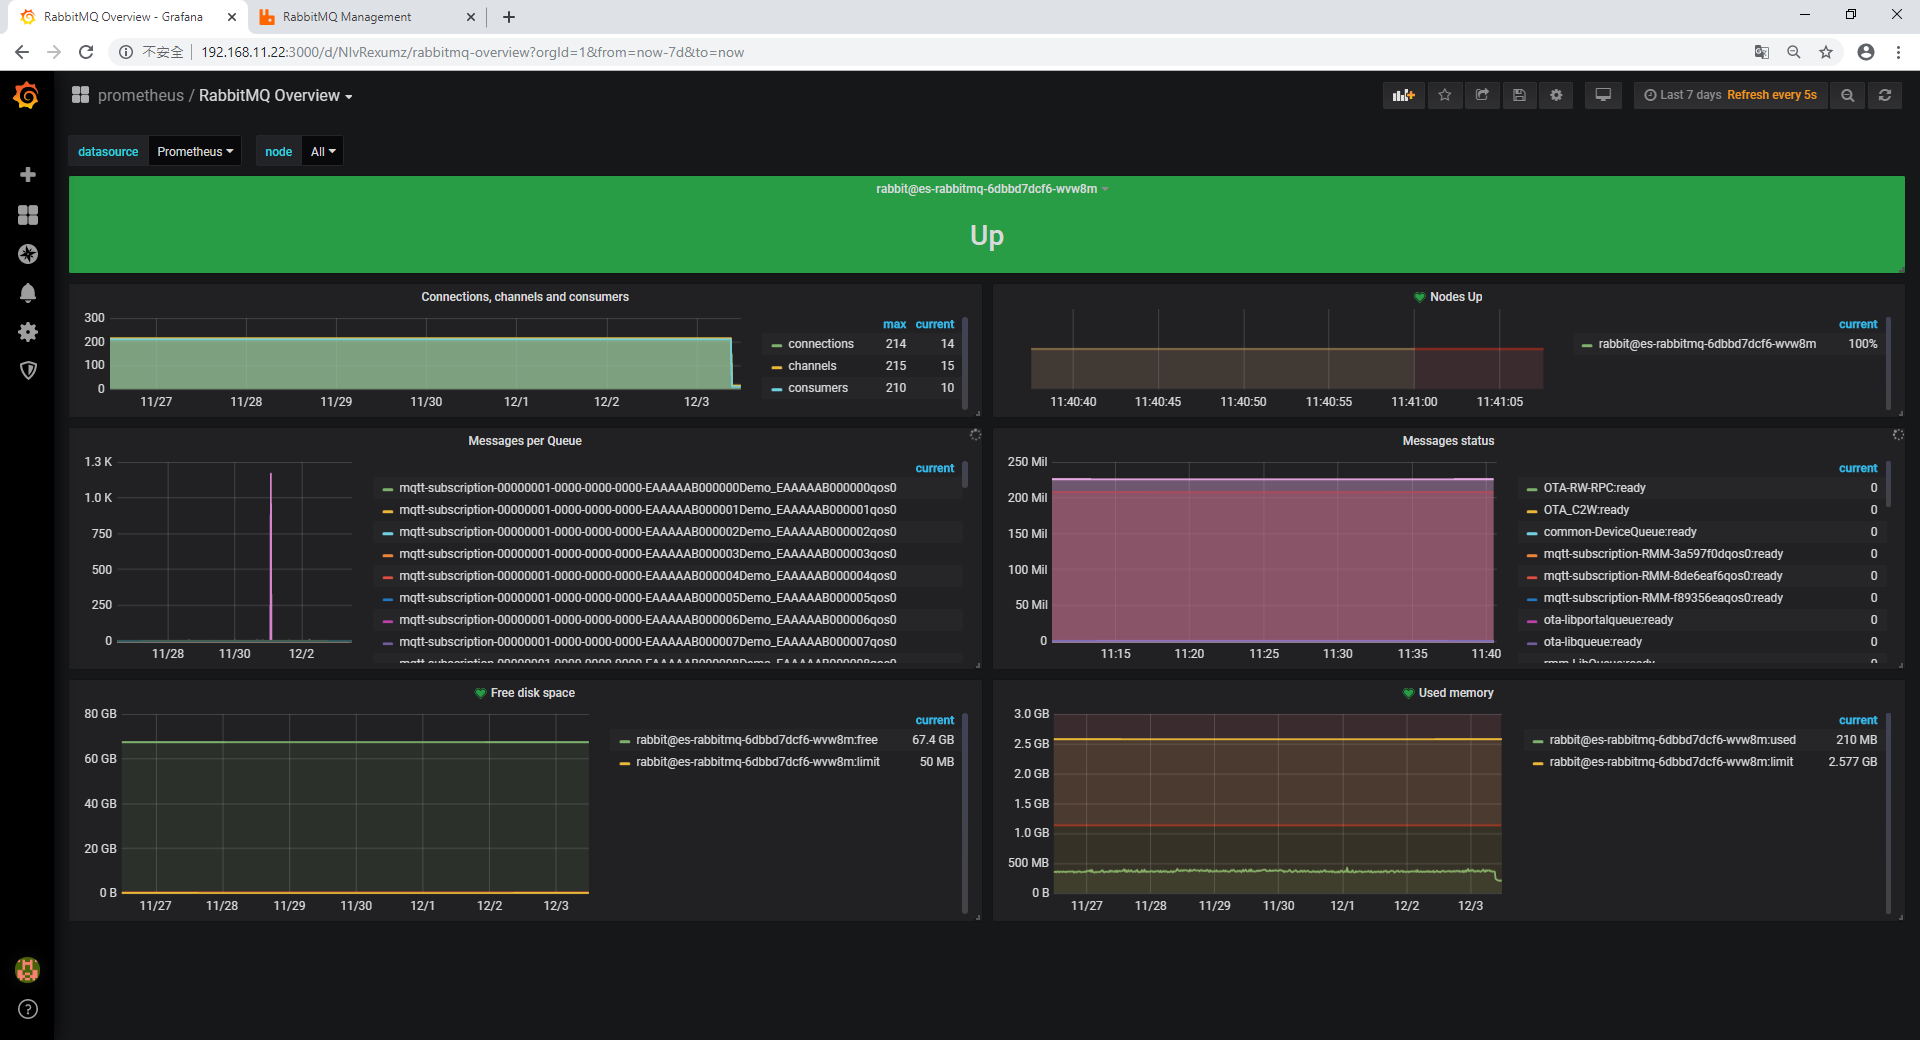 RabbitMQ Overview - Grafana
RabbitMQ Management
不安全
192.168.11.22:3000/d/NlvRexumz/rabbitmq-overview?orgId=1&from=now-7d&to=now
prometheus / RabbitMQ Overview
Last 7 days Refresh every 5s
datasource Prometheus node All
rabbit@es-rabbitmq-6dbbd7dcf6-wvw8m
Up
Connections, channels and consumers
300
200
100
0
11/27 11/28 11/29 11/30 12/1 12/2 12/3
max current
connections 214 14
channels 215 15
consumers 210 10
Nodes Up
11:40:40 11:40:45 11:40:50 11:40:55 11:41:00 11:41:05
current
rabbit@es-rabbitmq-6dbbd7dcf6-wvw8m 100%
Messages per Queue
1.3 K
1.0 K
750
500
250
0
11/28 11/30 12/2
current
mqtt-subscription-00000001-0000-0000-0000-EAAAAAB000000Demo_EAAAAAB000000qos0
mqtt-subscription-00000001-0000-0000-0000-EAAAAAB000001Demo_EAAAAAB000001qos0
mqtt-subscription-00000001-0000-0000-0000-EAAAAAB000002Demo_EAAAAAB000002qos0
mqtt-subscription-00000001-0000-0000-0000-EAAAAAB000003Demo_EAAAAAB000003qos0
mqtt-subscription-00000001-0000-0000-0000-EAAAAAB000004Demo_EAAAAAB000004qos0
mqtt-subscription-00000001-0000-0000-0000-EAAAAAB000005Demo_EAAAAAB000005qos0
mqtt-subscription-00000001-0000-0000-0000-EAAAAAB000006Demo_EAAAAAB000006qos0
mqtt-subscription-00000001-0000-0000-0000-EAAAAAB000007Demo_EAAAAAB000007qos0
mqtt-subscription-00000001-0000-0000-0000-EAAAAAB000008Demo_EAAAAAB000008qos0
Messages status
250 Mil
200 Mil
150 Mil
100 Mil
50 Mil
0
11:15 11:20 11:25 11:30 11:35 11:40
current
OTA-RW-RPC:ready 0
OTA_C2W:ready 0
common-DeviceQueue:ready 0
mqtt-subscription-RMM-3a597f0dqos0:ready 0
mqtt-subscription-RMM-8de6eaf6qos0:ready 0
mqtt-subscription-RMM-f89356eaqos0:ready 0
ota-libportalqueue:ready 0
ota-libqueue:ready 0
rmm-LibQueue:ready 0
Free disk space
80 GB
60 GB
40 GB
20 GB
0 B
11/27 11/28 11/29 11/30 12/1 12/2 12/3
current
rabbit@es-rabbitmq-6dbbd7dcf6-wvw8m:free 67.4 GB
rabbit@es-rabbitmq-6dbbd7dcf6-wvw8m:limit 50 MB
Used memory
3.0 GB
2.5 GB
2.0 GB
1.5 GB
1.0 GB
500 MB
0 B
11/27 11/28 11/29 11/30 12/1 12/2 12/3
current
rabbit@es-rabbitmq-6dbbd7dcf6-wvw8m:used 210 MB
rabbit@es-rabbitmq-6dbbd7dcf6-wvw8m:limit 2.577 GB